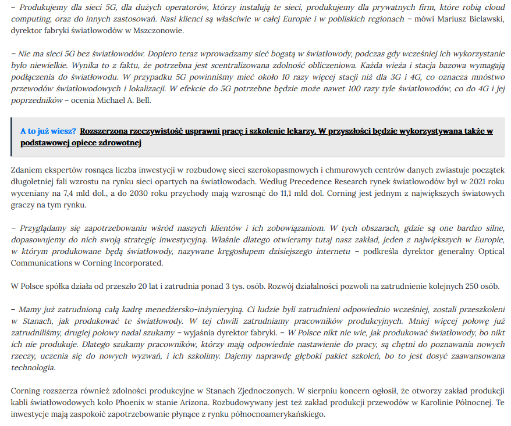 – Produkujemy dla sieci 5G, dla dużych operatorów, którzy instalują te sieci, produkujemy dla prywatnych firm, które robią cloud
computing, oraz do innych zastosowań. Nasi klienci są właściwie w całej Europie i w pobliskich regionach – mówi Mariusz Bielawski,
dyrektor fabryki światłowodów w Mszczonowie.
– Nie ma sieci 5G bez światłowodów. Dopiero teraz wprowadzamy sieć bogatą w światłowody, podczas gdy wcześniej ich wykorzystanie
było niewielkie. Wynika to z faktu, że potrzebna jest scentralizowana zdolność obliczeniowa. Każda wieża i stacja bazowa wymagają
podłączenia do światłowodu. W przypadku 5G powinniśmy mieć około 10 razy więcej stacji niż dla 3G i 4G, co oznacza mnóstwo
przewodów światłowodowych i lokalizacji. W efekcie do 5G potrzebne będzie może nawet 100 razy tyle światłowodów, co do 4G i jej
poprzedników – ocenia Michael A. Bell.
A to już wiesz? Rozszerzona rzeczywistość usprawni pracę i szkolenie lekarzy. W przyszłości będzie wykorzystywana także w
podstawowej opiece zdrowotnej
Zdaniem ekspertów rosnąca liczba inwestycji w rozbudowę sieci szerokopasmowych i chmurowych centrów danych zwiastuje początek
długoletniej fali wzrostu na rynku sieci opartych na światłowodach. Według Precedence Research rynek światłowodów był w 2021 roku
wyceniany na 7,4 mld dol., a do 2030 roku przychody mają wzrosnąć do 11,1 mld dol. Corning jest jednym z największych światowych
graczy na tym rynku.
– Przyglądamy się zapotrzebowaniu wśród naszych klientów i ich zobowiązaniom. W tych obszarach, gdzie są one bardzo silne,
dopasowujemy do nich swoją strategię inwestycyjną. Właśnie dlatego otwieramy tutaj nasz zakład, jeden z największych w Europie,
w którym produkowane będą światłowody, nazywane kręgosłupem dzisiejszego internetu – podkreśla dyrektor generalny Optical
Communications w Corning Incorporated.
W Polsce spółka działa od przeszło 20 lat i zatrudnia ponad 3 tys. osób. Rozwój działalności pozwoli na zatrudnienie kolejnych 250 osób.
– Mamy już zatrudnioną całą kadrę menedżersko-inżynieryjną. Ci ludzie byli zatrudnieni odpowiednio wcześniej, zostali przeszkoleni
w Stanach, jak produkować te światłowody. W tej chwili zatrudniamy pracowników produkcyjnych. Mniej więcej połowę już
zatrudniliśmy, drugiej połowy nadal szukamy – wyjaśnia dyrektor fabryki. – W Polsce nikt nie wie, jak produkować światłowody, bo nikt
ich nie produkuje. Dlatego szukamy pracowników, którzy mają odpowiednie nastawienie do pracy, są chętni do poznawania nowych
rzeczy, uczenia się do nowych wyzwań, i ich szkolimy. Dajemy naprawdę głęboki pakiet szkoleń, bo to jest dosyć zaawansowana
technologia.
Corning rozszerza również zdolności produkcyjne w Stanach Zjednoczonych. W sierpniu koncern ogłosił, że otworzy zakład produkcji
kabli światłowodowych koło Phoenix w stanie Arizona. Rozbudowywany jest też zakład produkcji przewodów w Karolinie Północnej. Te
inwestycje mają zaspokoić zapotrzebowanie płynące z rynku północnoamerykańskiego.